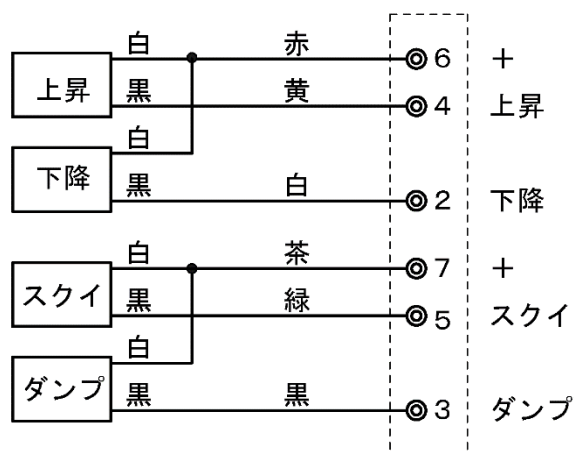 白 赤 6 +
上昇 黒 黄 4 上昇
白
下降 黒 白 2 下降
白 茶 7 +
スクイ 黒 緑 5 スクイ
白
ダンプ 黒 黒 3 ダンプ